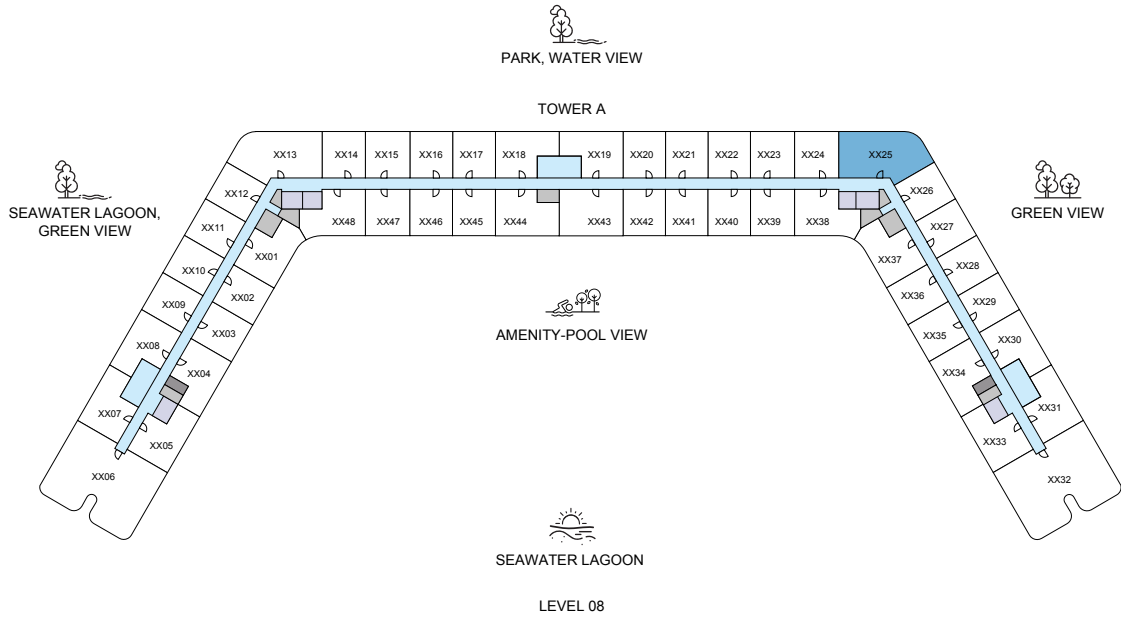 PARK, WATER VIEW
TOWER A
XX13
XX14
XX15
XX16
XX17
XX18
XX19
XX20
XX21
XX22
XX23
XX24
XX25
XX12
XX26
SEAWATER LAGOON,
GREEN VIEW
GREEN VIEW
XX11
XX48
XX47
XX46
XX45
XX44
XX43
XX42
XX41
XX40
XX39
XX38
XX27
XX01
XX37
XX10
XX28
XX02
XX36
XX09
XX29
XX03
XX35
AMENITY-POOL VIEW
XX08
XX30
XX04
XX34
XX07
XX31
XX05
XX33
XX06
XX32
SEAWATER LAGOON
LEVEL 08